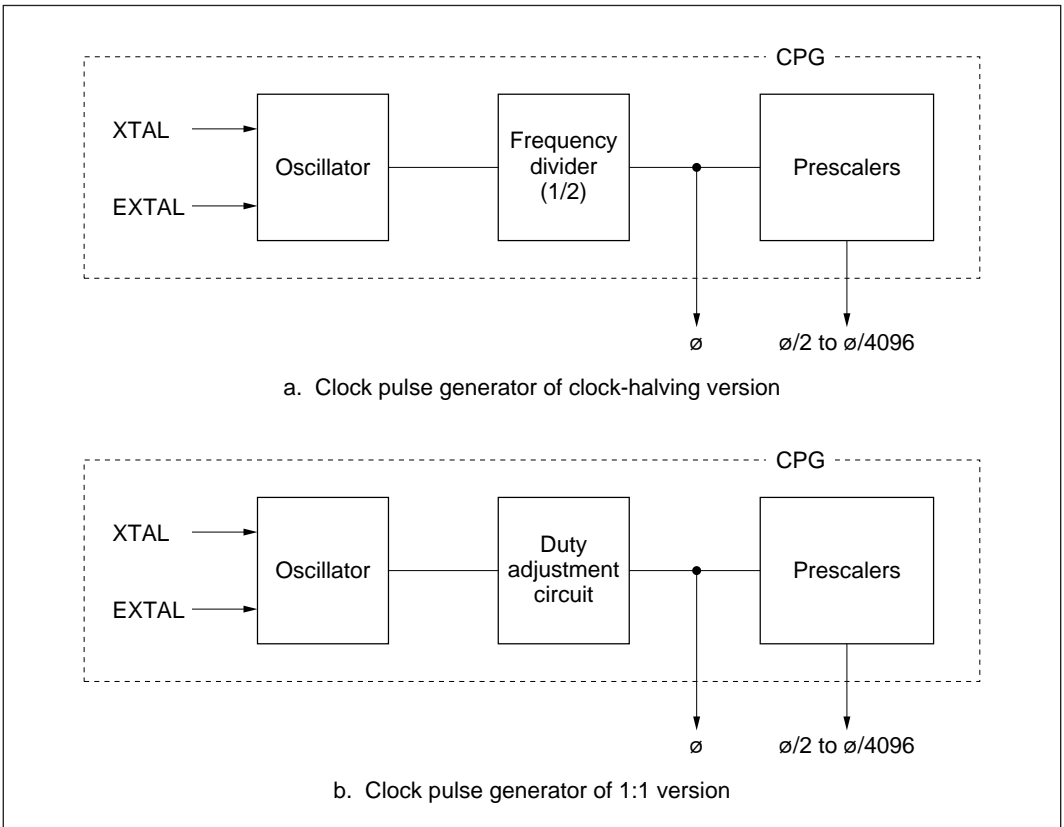 CPG
XTAL
EXTAL
Oscillator
Frequency
divider
(1/2)
Prescalers
ø
ø/2 to ø/4096
a. Clock pulse generator of clock-halving version
CPG
XTAL
EXTAL
Oscillator
Duty
adjustment
circuit
Prescalers
ø
ø/2 to ø/4096
b. Clock pulse generator of 1:1 version